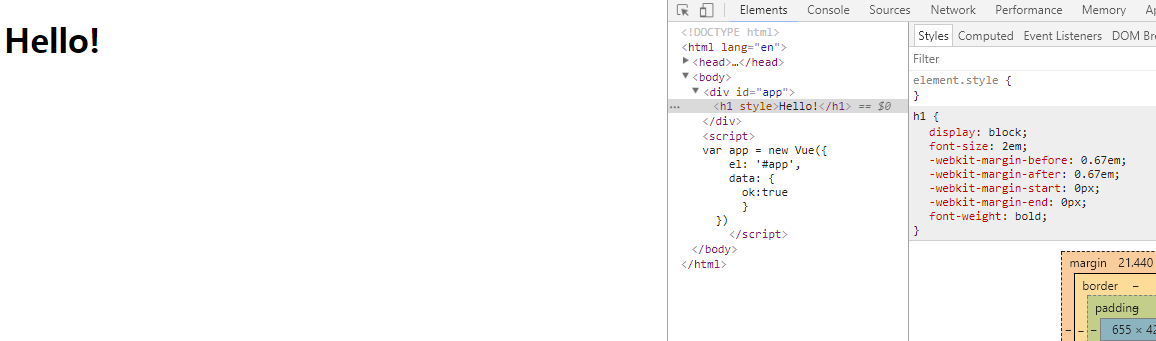 Hello!
Elements Console Sources Network Performance Memory
<!DOCTYPE html>
<html lang="en">
<head>…</head>
<body>
<div id="app">
… <h1 style>Hello!</h1> == $0
</div>
<script>
var app = new Vue({
el: '#app',
data: {
ok:true
}
})
</script>
</body>
</html>
Styles Computed Event Listeners DOM Br
Filter
element.style {
}
h1 {
display: block;
font-size: 2em;
-webkit-margin-before: 0.67em;
-webkit-margin-after: 0.67em;
-webkit-margin-start: 0px;
-webkit-margin-end: 0px;
font-weight: bold;
}
margin 21.440
border –
padding
– – – 655 × 42